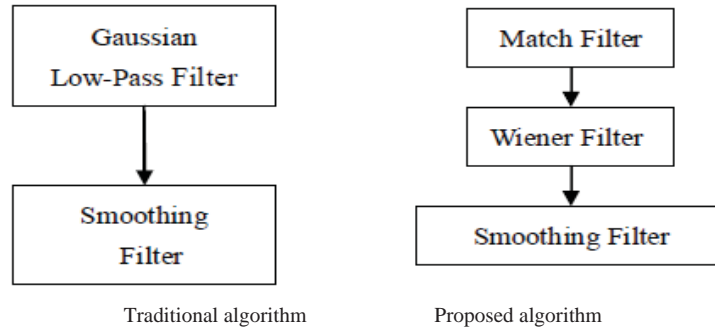 Gaussian
Low-Pass Filter
Smoothing
Filter
Traditional algorithm
Match Filter
Wiener Filter
Smoothing Filter
Proposed algorithm